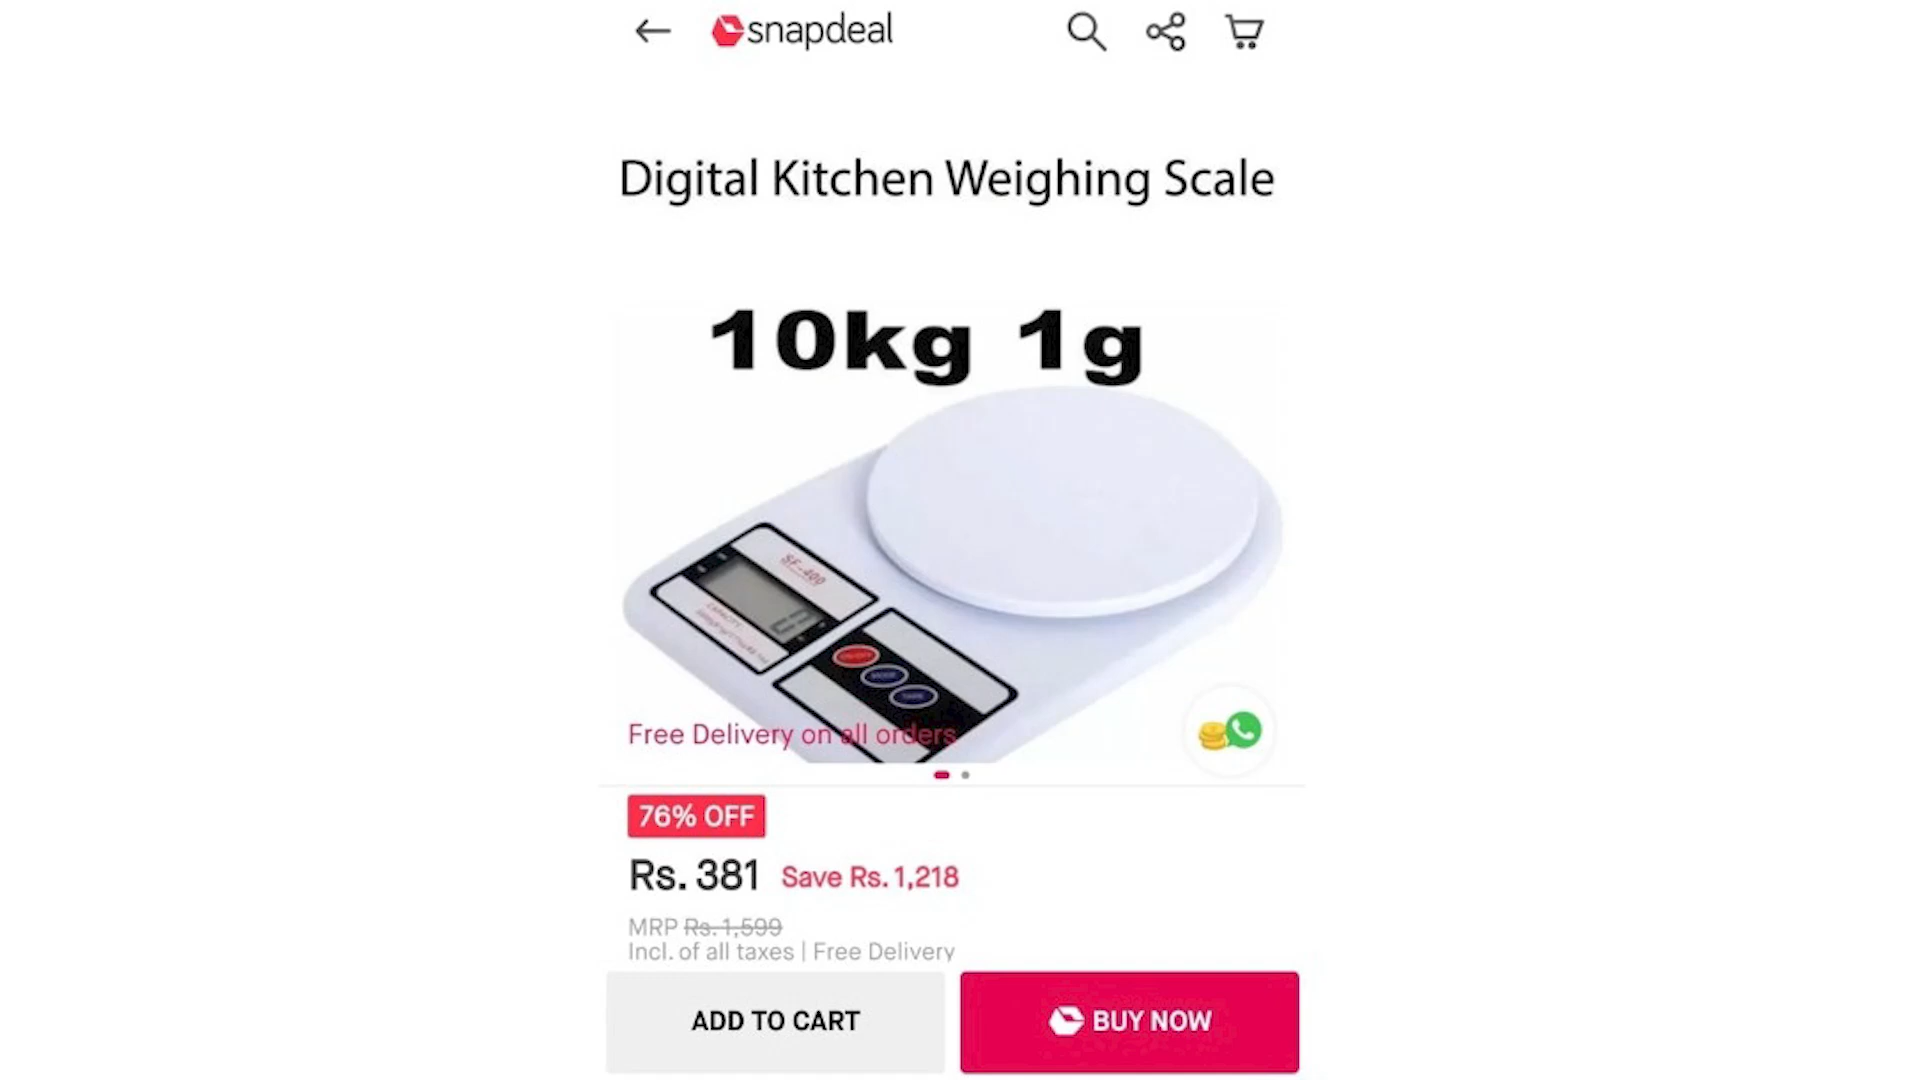 snapdeal
Digital Kitchen Weighing Scale
10kg 1g
SF-400
Free Delivery on all orders
76% OFF
Rs. 381 Save Rs. 1,218
MRP Rs. 1,599
Incl. of all taxes | Free Delivery
ADD TO CART
BUY NOW